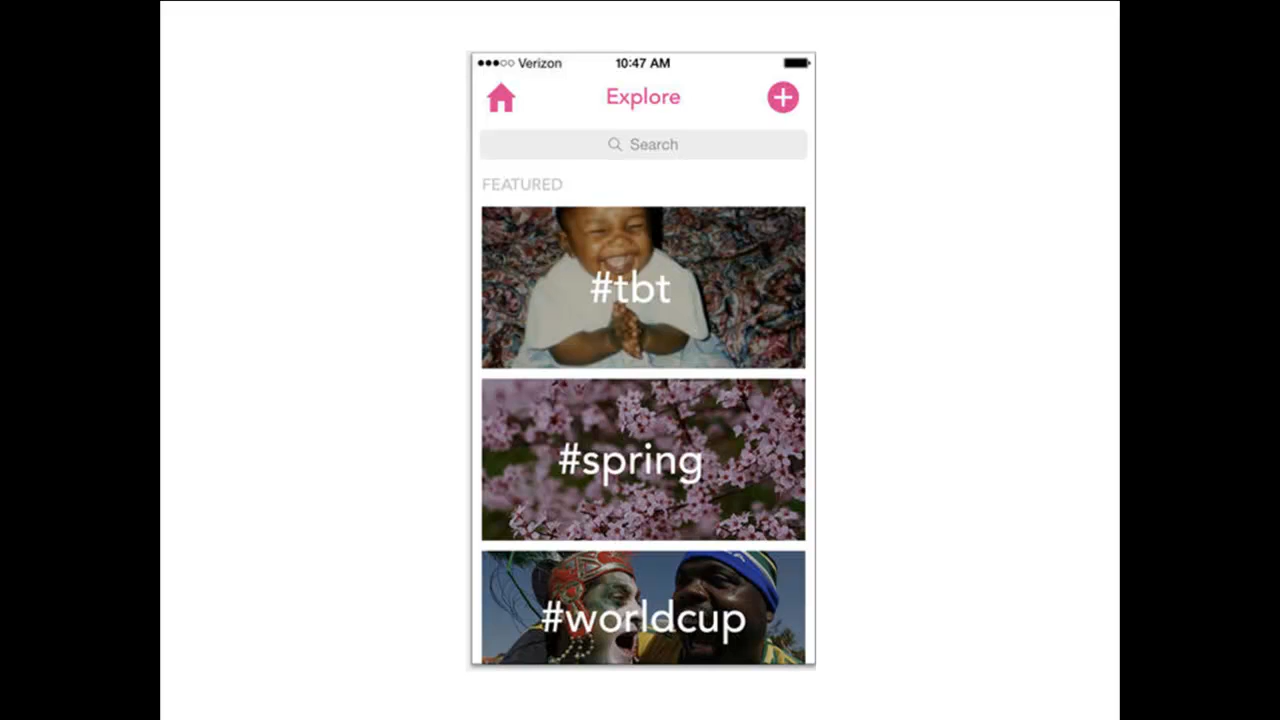 Verizon 10:47 AM
Explore
Search
FEATURED
#tbt
#spring
#worldcup